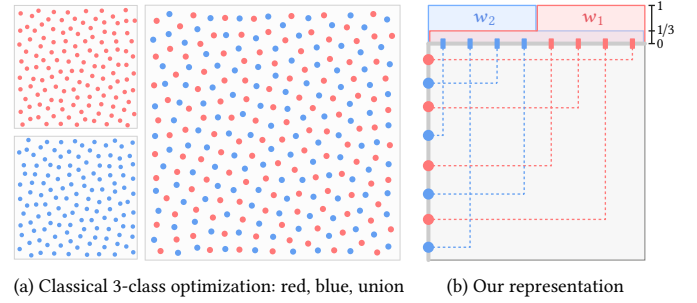 w₂
w₁
1
1/3
0
(a) Classical 3-class optimization: red, blue, union
(b) Our representation